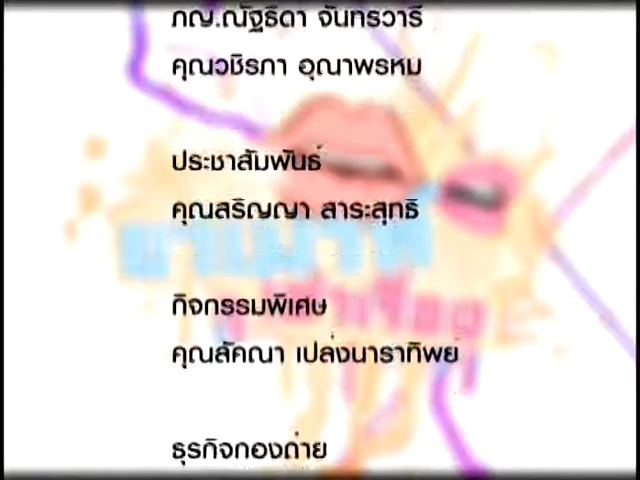 ภญ.ณัฐธิดา จันทรวารี
คุณวชิรภา อุณาพรหม
ประชาสัมพันธ์
คุณสริญญา สาระสุทธิ
กิจกรรมพิเศษ
คุณลัคณา เปล่งนาราทิพย์
ธุรกิจกองถ่าย